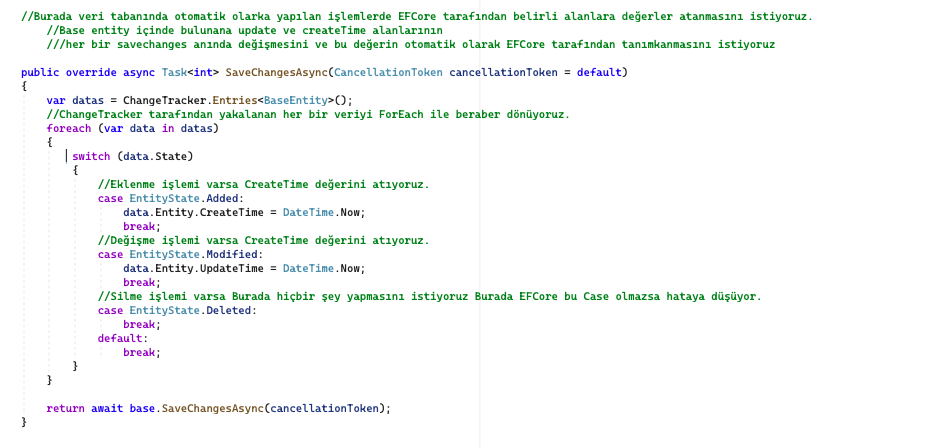 //Burada veri tabanında otomatik olarka yapılan işlemlerde EFCore tarafından belirli alanlara değerler atanmasını istiyoruz.
//Base entity içinde bulunana update ve createTime alanlarının
///her bir savechanges anında değişmesini ve bu değerin otomatik olarak EFCore tarafından tanımkanmasını istiyoruz
public override async Task<int> SaveChangesAsync(CancellationToken cancellationToken = default)
{
var datas = ChangeTracker.Entries<BaseEntity>();
//ChangeTracker tarafından yakalanan her bir veriyi ForEach ile beraber dönüyoruz.
foreach (var data in datas)
{
switch (data.State)
{
//Eklenme işlemi varsa CreateTime değerini atıyoruz.
case EntityState.Added:
data.Entity.CreateTime = DateTime.Now;
break;
//Değişme işlemi varsa CreateTime değerini atıyoruz.
case EntityState.Modified:
data.Entity.UpdateTime = DateTime.Now;
break;
//Silme işlemi varsa Burada hiçbir şey yapmasını istiyoruz Burada EFCore bu Case olmazsa hataya düşüyor.
case EntityState.Deleted:
break;
default:
break;
}
}
return await base.SaveChangesAsync(cancellationToken);
}